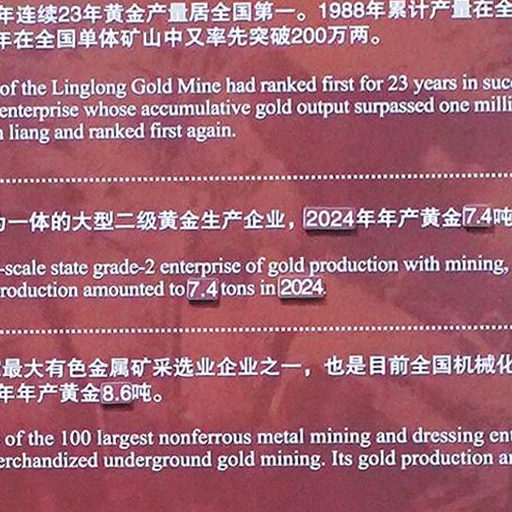 年连续23年黄金产量居全国第一。1988年累计产量在全
年在全国单体矿山中又率先突破200万两。
of the Linglong Gold Mine had ranked first for 23 years in succ
enterprise whose accumulative gold output surpassed one milli
liang and ranked first again.
为一体的大型二级黄金生产企业，2024年年产黄金7.4吨
-scale state grade-2 enterprise of gold production with mining,
roduction amounted to 7.4 tons in 2024.
最大有色金属矿采选业企业之一，也是目前全国机械化
年年产黄金8.6吨。
of the 100 largest nonferrous metal mining and dressing ent
erchandized underground gold mining. Its gold production an